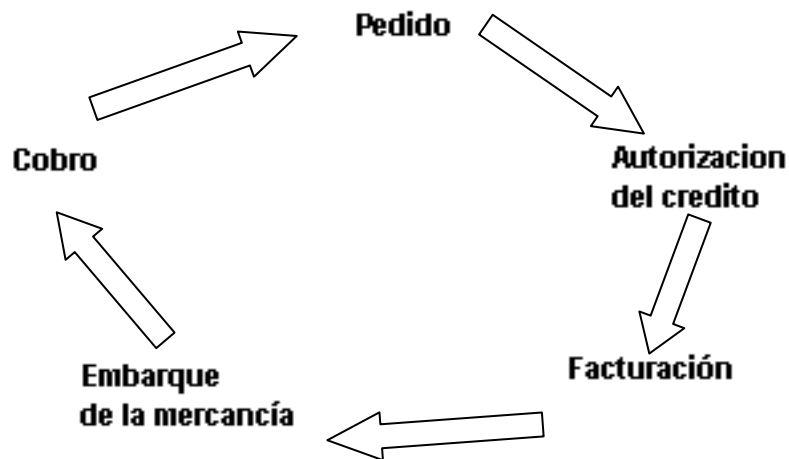 Pedido
Autorizacion
del credito
Facturación
Embarque
de la mercancía
Cobro